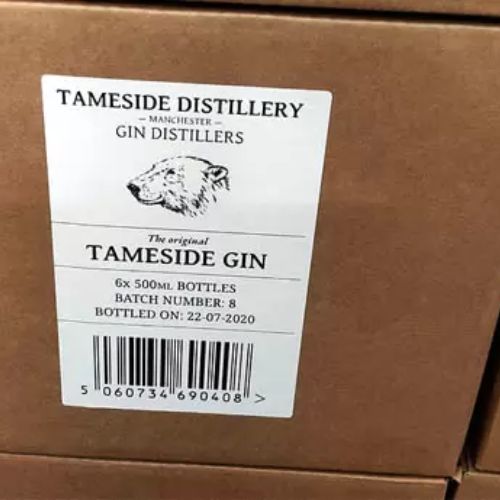 TAMESIDE DISTILLERY
– MANCHESTER –
GIN DISTILLERS
The original
TAMESIDE GIN
6x 500ML BOTTLES
BATCH NUMBER: 8
BOTTLED ON: 22-07-2020
5 060734 690408 >